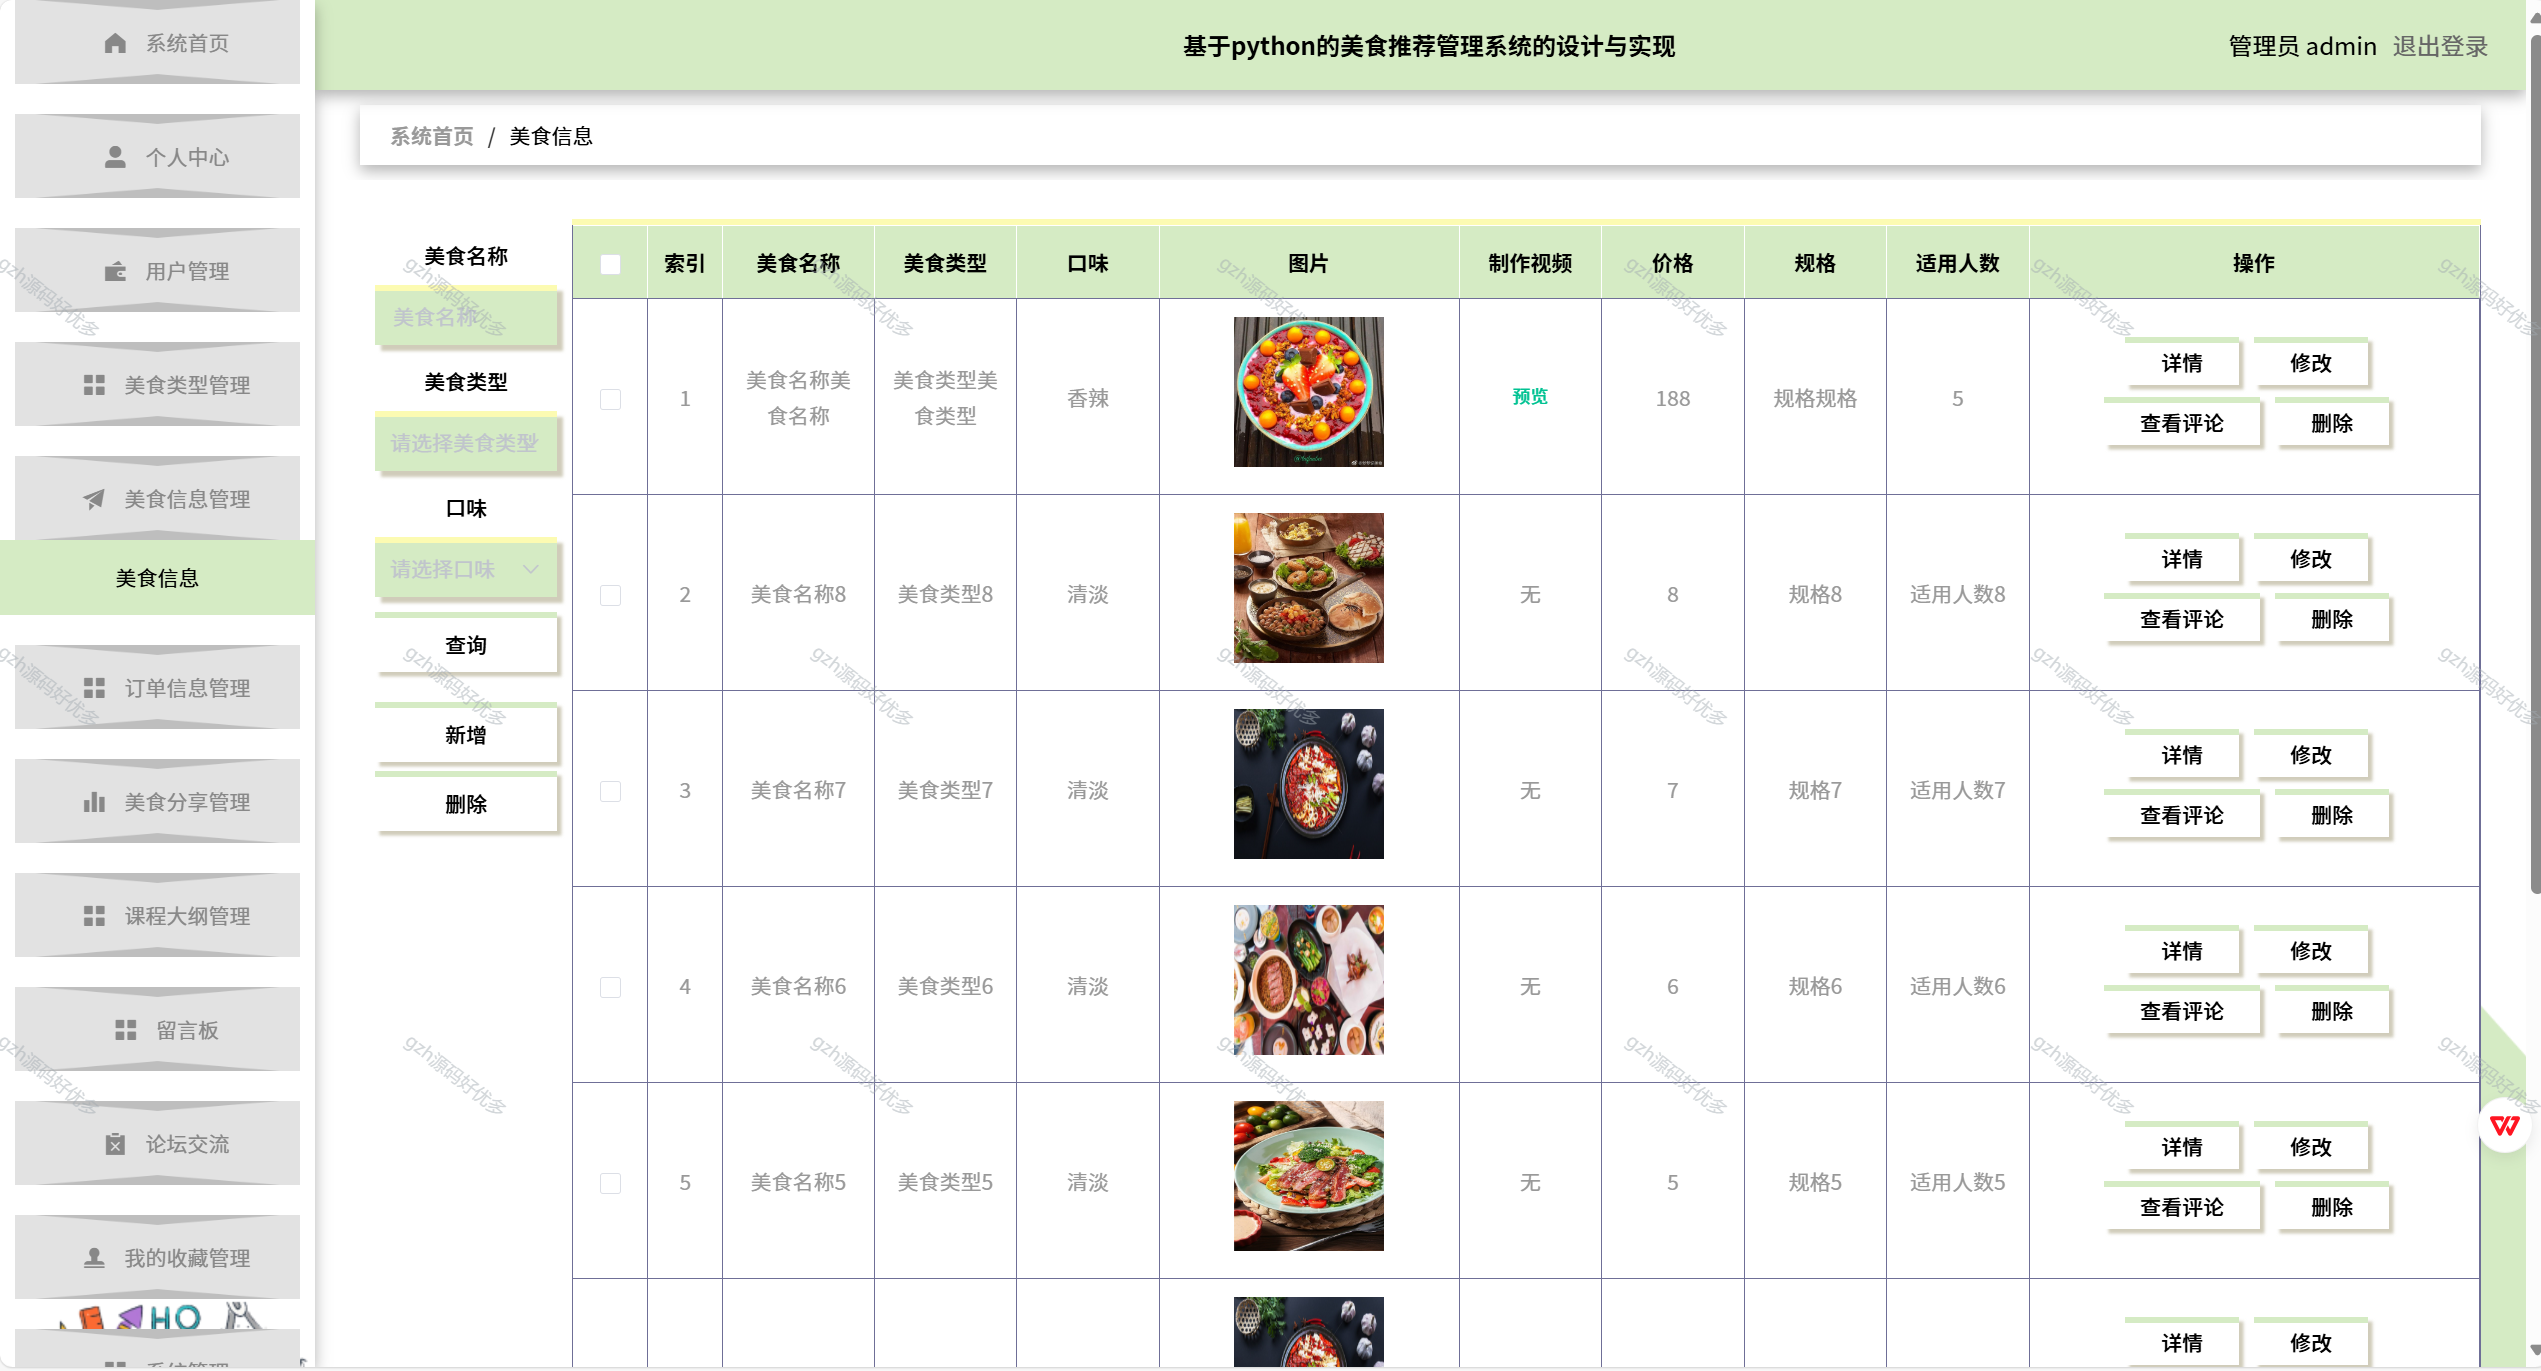 基于python的美食推荐管理系统的设计与实现
管理员 admin 退出登录
系统首页
个人中心
用户管理
美食类型管理
美食信息管理
美食信息
订单信息管理
美食分享管理
课程大纲管理
留言板
论坛交流
我的收藏管理
HO
系统管理
系统首页 / 美食信息
美食名称
美食名称
美食类型
请选择美食类型
口味
请选择口味
查询
新增
删除
索引 美食名称 美食类型 口味 图片 制作视频 价格 规格 适用人数 操作
1 美食名称美食名称 美食类型美食类型 香辣 预览 188 规格规格 5 详情 修改 查看评论 删除
2 美食名称8 美食类型8 清淡 无 8 规格8 适用人数8 详情 修改 查看评论 删除
3 美食名称7 美食类型7 清淡 无 7 规格7 适用人数7 详情 修改 查看评论 删除
4 美食名称6 美食类型6 清淡 无 6 规格6 适用人数6 详情 修改 查看评论 删除
5 美食名称5 美食类型5 清淡 无 5 规格5 适用人数5 详情 修改 查看评论 删除
详情 修改
gzh源码好优多